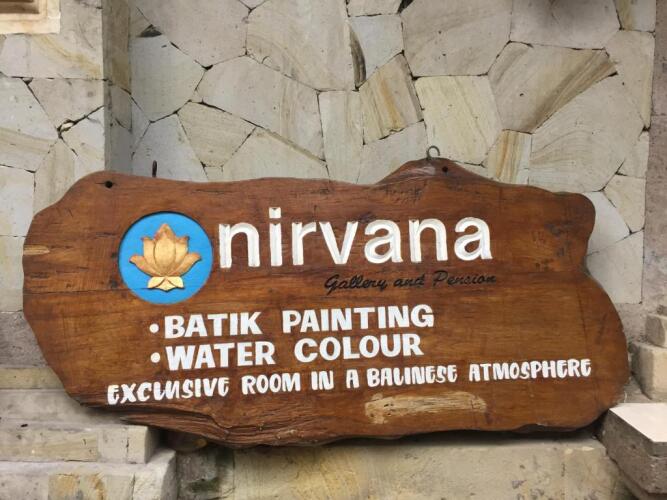 nirvana
Gallery and Pension
• BATIK PAINTING
• WATER COLOUR
EXCLUSIVE ROOM IN A BALINESE ATMOSPHERE